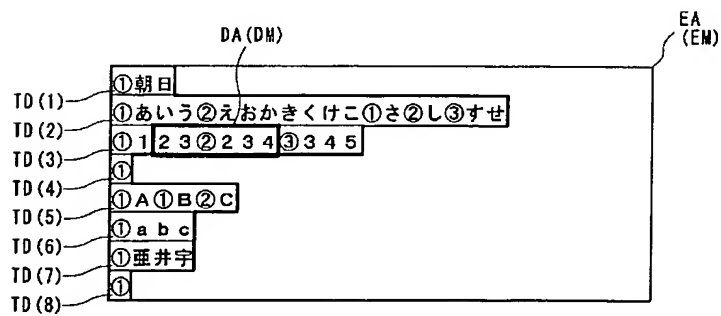 EA
(EM)
DA(DM)
TD(1) ①朝日
TD(2) ①あいう②えおかきくけこ①さ②し③すせ
TD(3) ①123②234③345
TD(4) ①
TD(5) ①A①B②C
TD(6) ①abc
TD(7) ①亜井宇
TD(8) ①